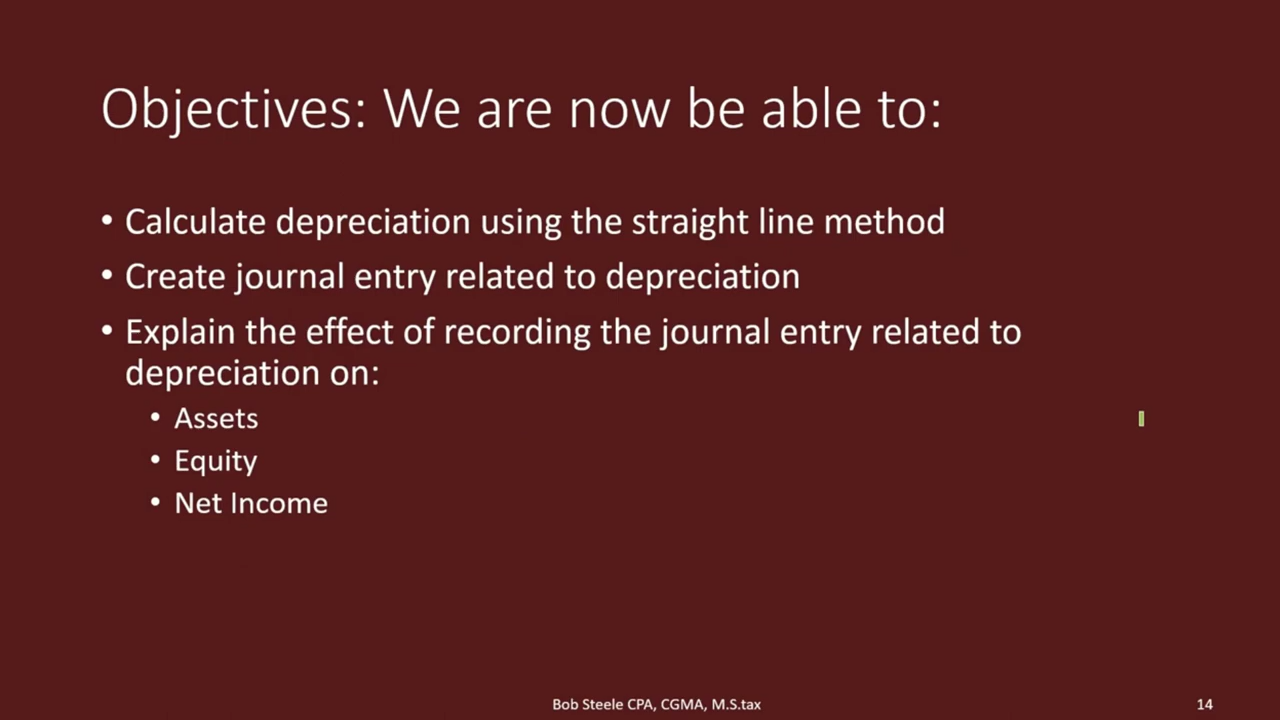 Objectives: We are now be able to:
• Calculate depreciation using the straight line method
• Create journal entry related to depreciation
• Explain the effect of recording the journal entry related to
depreciation on:
• Assets
• Equity
• Net Income
Bob Steele CPA, CGMA, M.S.tax
14